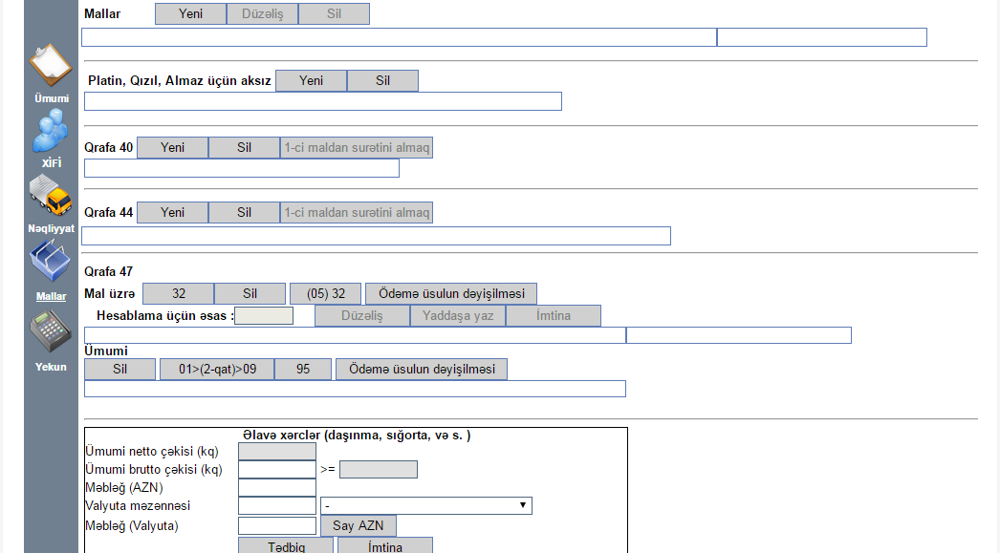 Mallar Yeni Düzəliş Sil
Platin, Qızıl, Almaz üçün aksız Yeni Sil
Ümumi
Qrafa 40 Yeni Sil 1-ci maldan surətini almaq
XİFİ
Qrafa 44 Yeni Sil 1-ci maldan surətini almaq
Nəqliyyat
Qrafa 47
Mal üzrə 32 Sil (05) 32 Ödəmə üsulun dəyişilməsi
Mallar
Hesablama üçün əsas : Düzəliş Yaddaşa yaz İmtina
Ümumi
Yekun
Sil 01>(2-qat)>09 95 Ödəmə üsulun dəyişilməsi
Əlavə xərclər (daşınma, sığorta, və s. )
Ümumi netto çəkisi (kq)
Ümumi brutto çəkisi (kq) >=
Məbləğ (AZN)
Valyuta məzənnəsi -
Məbləğ (Valyuta) Say AZN
Tədbiq İmtina